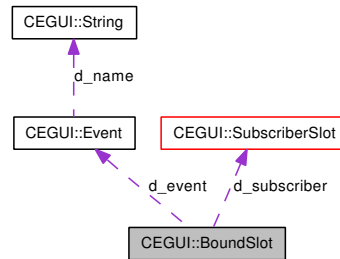 CEGUI::String
d_name
CEGUI::Event
CEGUI::SubscriberSlot
d_event
d_subscriber
CEGUI::BoundSlot